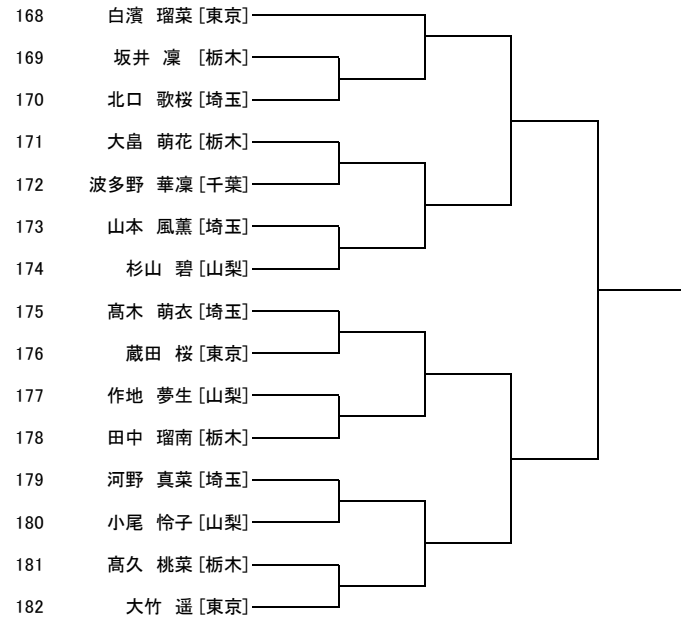 168 白濱 瑠菜 [東京]
169 坂井 凜 [栃木]
170 北口 歌桜 [埼玉]
171 大畠 萌花 [栃木]
172 波多野 華凜 [千葉]
173 山本 風薫 [埼玉]
174 杉山 碧 [山梨]
175 髙木 萌衣 [埼玉]
176 蔵田 桜 [東京]
177 作地 夢生 [山梨]
178 田中 瑠南 [栃木]
179 河野 真菜 [埼玉]
180 小尾 怜子 [山梨]
181 髙久 桃菜 [栃木]
182 大竹 遥 [東京]